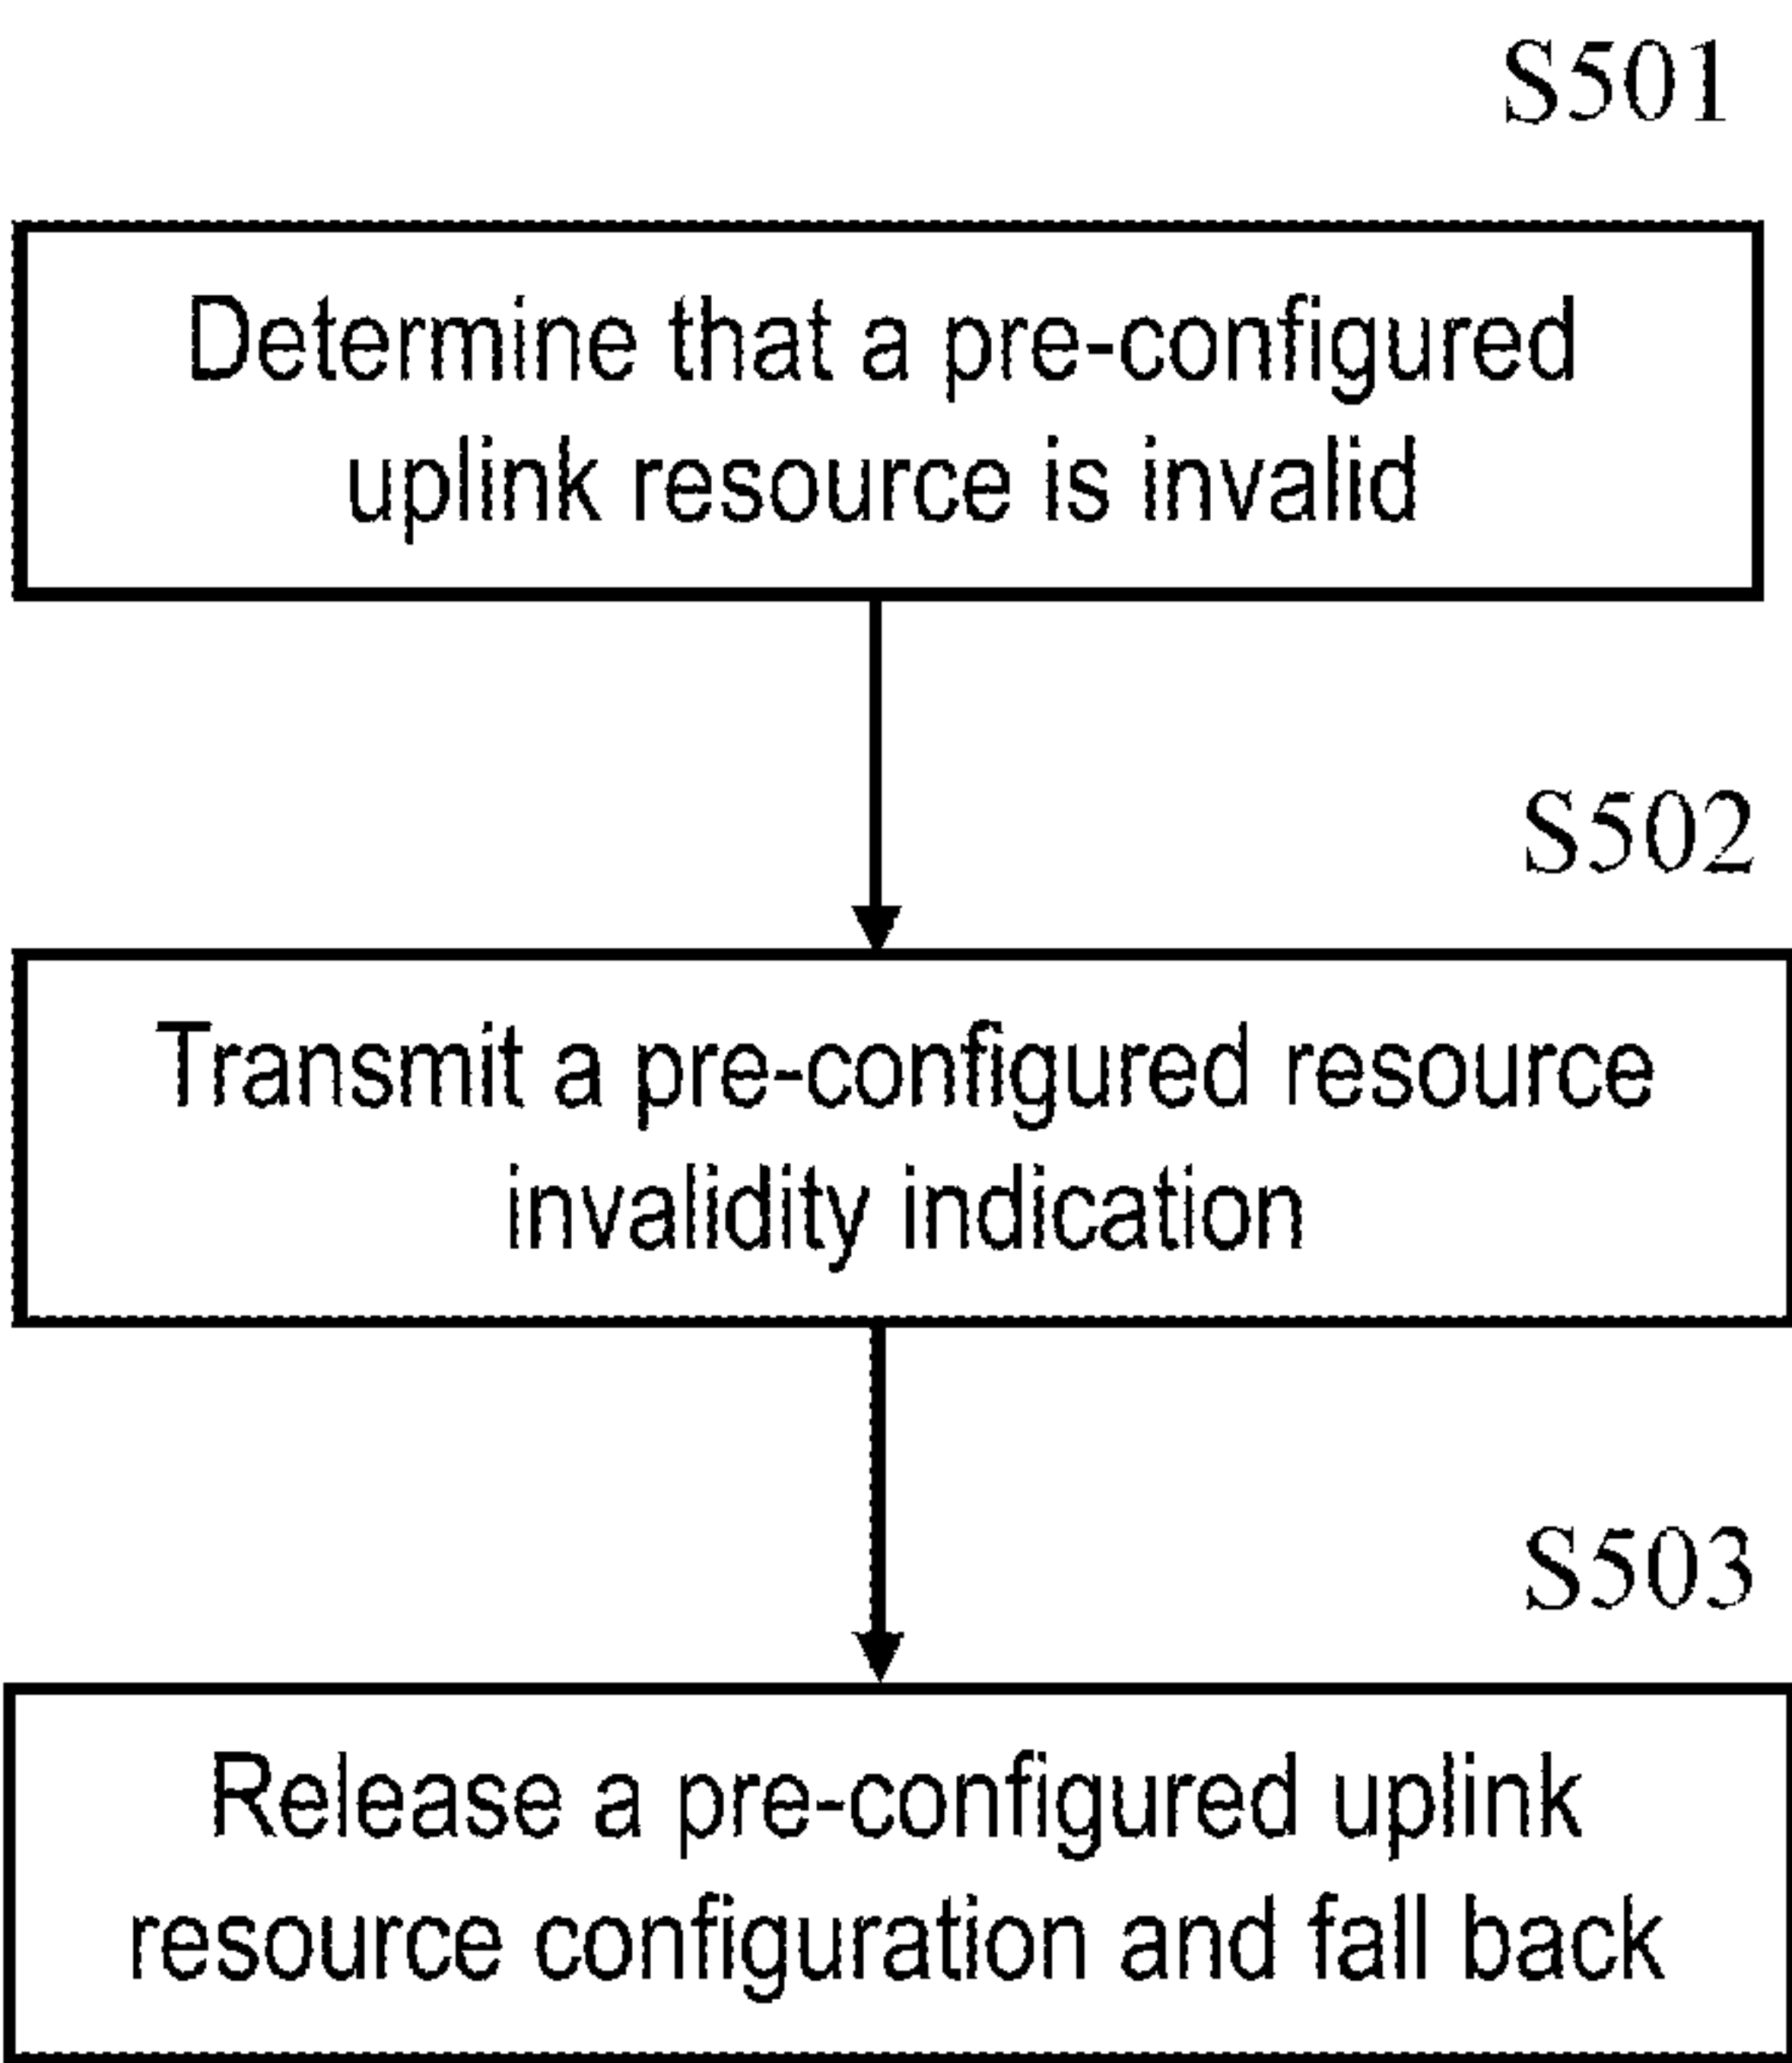 S501
Determine that a pre-configured
uplink resource is invalid
S502
Transmit a pre-configured resource
invalidity indication
S503
Release a pre-configured uplink
resource configuration and fall back